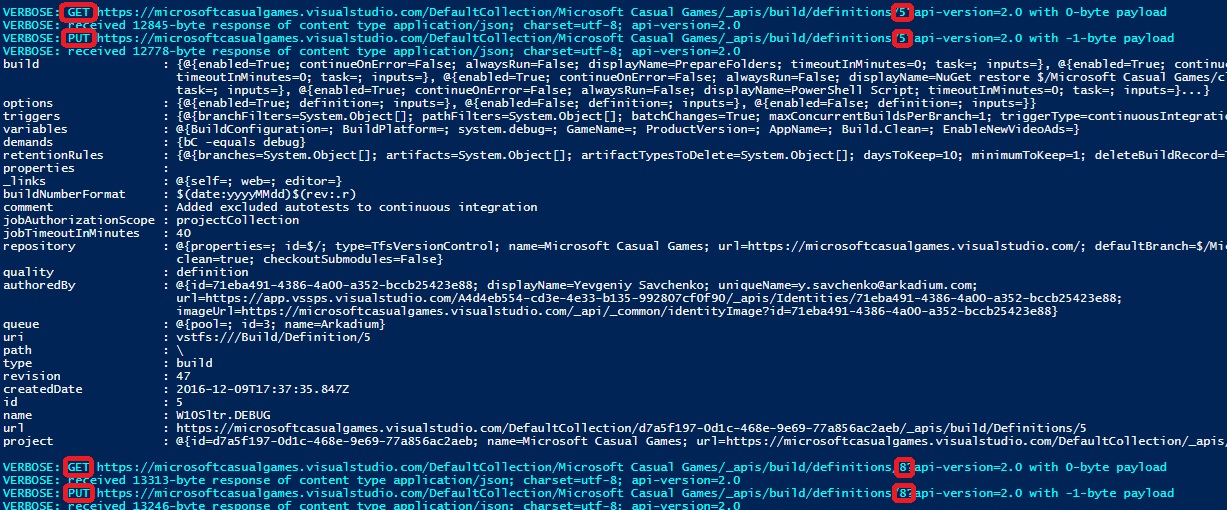 VERBOSE: GET https://microsoftcasualgames.visualstudio.com/DefaultCollection/Microsoft Casual Games/_apis/build/definitions/5?api-version=2.0 with 0-byte payload
VERBOSE: received 12845-byte response of content type application/json; charset=utf-8; api-version=2.0
VERBOSE: PUT https://microsoftcasualgames.visualstudio.com/DefaultCollection/Microsoft Casual Games/_apis/build/definitions/5?api-version=2.0 with -1-byte payload
VERBOSE: received 12778-byte response of content type application/json; charset=utf-8; api-version=2.0
build : {@{enabled=True; continueOnError=False; alwaysRun=False; displayName=PrepareFolders; timeoutInMinutes=0; task=; inputs=}, @{enabled=True; cont
timeoutInMinutes=0; task=; inputs=}, @{enabled=True; continueOnError=False; alwaysRun=False; displayName=NuGet restore $/Microsoft Casual Games/c
task=; inputs=}, @{enabled=True; continueOnError=False; alwaysRun=False; displayName=PowerShell Script; timeoutInMinutes=0; task=; inputs=}...}
options : {@{enabled=True; definition=; inputs=}, @{enabled=False; definition=; inputs=}, @{enabled=False; definition=; inputs=}}
triggers : {@{branchFilters=System.Object[]; pathFilters=System.Object[]; batchChanges=True; maxConcurrentBuildsPerBranch=1; triggerType=continuousIntegrati
variables : @{BuildConfiguration=; BuildPlatform=; system.debug=; GameName=; ProductVersion=; AppName=; Build.Clean=; EnableNewVideoAds=}
demands : {bC -equals debug}
retentionRules : {@{branches=System.Object[]; artifacts=System.Object[]; artifactTypesToDelete=System.Object[]; daysToKeep=10; minimumToKeep=1; deleteBuildRecord=
properties :
_links : @{self=; web=; editor=}
buildNumberFormat : $(date:yyyyMMdd)$(rev:.r)
comment : Added excluded autotests to continuous integration
jobAuthorizationScope : projectCollection
jobTimeoutInMinutes : 40
repository : @{properties=; id=$/; type=TfsVersionControl; name=Microsoft Casual Games; url=https://microsoftcasualgames.visualstudio.com/; defaultBranch=$/Mi
clean=true; checkoutSubmodules=False}
quality : definition
authoredBy : @{id=71eba491-4386-4a00-a352-bccb25423e88; displayName=Yevgeniy Savchenko; uniqueName=y.savchenko@arkadium.com;
url=https://app.vssps.visualstudio.com/A4d4eb554-cd3e-4e33-b135-992807cf0f90/_apis/Identities/71eba491-4386-4a00-a352-bccb25423e88;
imageUrl=https://microsoftcasualgames.visualstudio.com/_api/_common/identityImage?id=71eba491-4386-4a00-a352-bccb25423e88}
queue : @{pool=; id=3; name=Arkadium}
uri : vstfs:///Build/Definition/5
path : \
type : build
revision : 47
createdDate : 2016-12-09T17:37:35.847Z
id : 5
name : W10Sltr.DEBUG
url : https://microsoftcasualgames.visualstudio.com/DefaultCollection/d7a5f197-0d1c-468e-9e69-77a856ac2aeb/_apis/build/Definitions/5
project : @{id=d7a5f197-0d1c-468e-9e69-77a856ac2aeb; name=Microsoft Casual Games; url=https://microsoftcasualgames.visualstudio.com/DefaultCollection/_apis,
VERBOSE: GET https://microsoftcasualgames.visualstudio.com/DefaultCollection/Microsoft Casual Games/_apis/build/definitions/8?api-version=2.0 with 0-byte payload
VERBOSE: received 13313-byte response of content type application/json; charset=utf-8; api-version=2.0
VERBOSE: PUT https://microsoftcasualgames.visualstudio.com/DefaultCollection/Microsoft Casual Games/_apis/build/definitions/8?api-version=2.0 with -1-byte payload
VERBOSE: received 13246-byte response of content type application/json; charset=utf-8; api-version=2.0